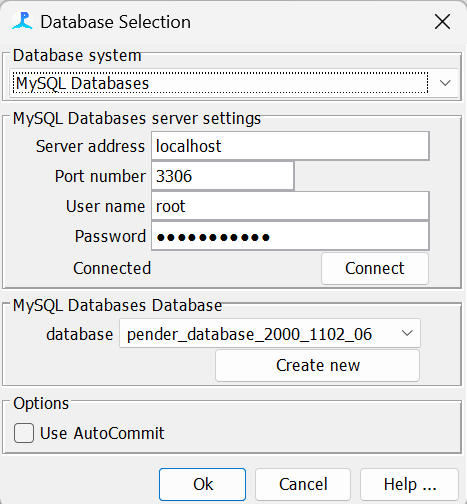 Database Selection
Database system
MySQL Databases
MySQL Databases server settings
Server address localhost
Port number 3306
User name root
Password ●●●●●●●●●●●
Connected Connect
MySQL Databases Database
database pender_database_2000_1102_06
Create new
Options
Use AutoCommit
Ok Cancel Help ...